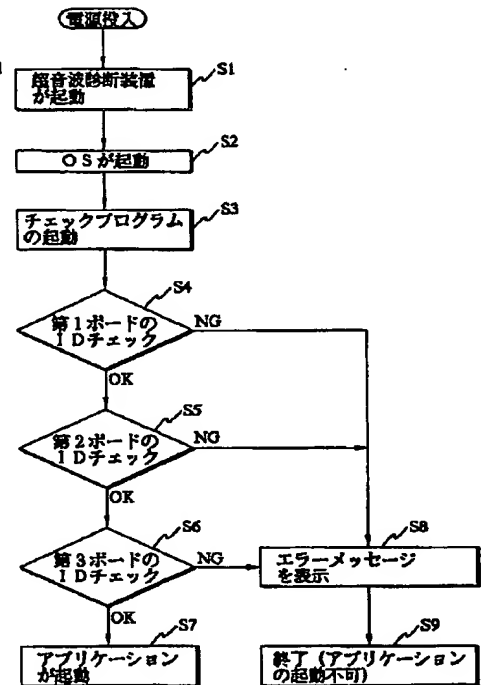 電源投入
超音波診断装置
が起動
S1
OSが起動
S2
チェックプログラム
の起動
S3
第1ボードの
IDチェック
S4
NG
OK
第2ボードの
IDチェック
S5
NG
OK
第3ボードの
IDチェック
S6
NG
OK
エラーメッセージ
を表示
S8
アプリケーション
が起動
S7
終了(アプリケーション
の起動不可)
S9